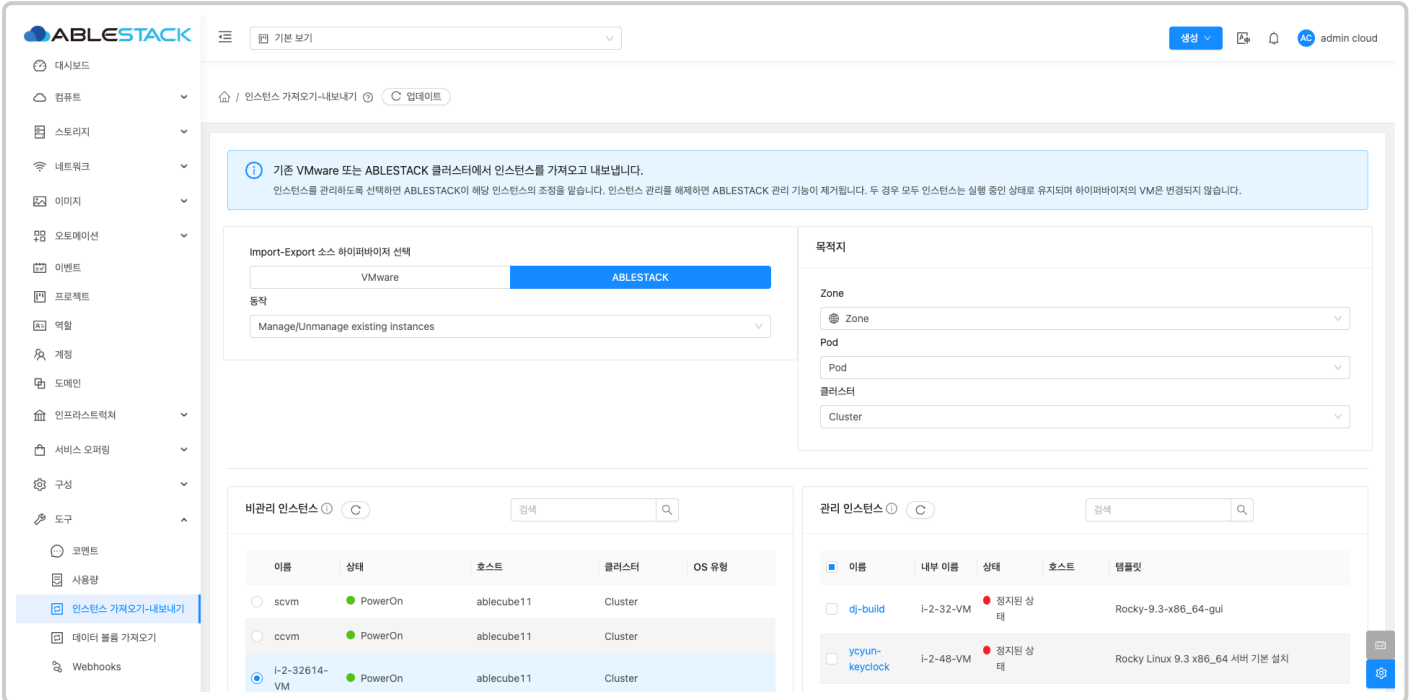 ABLESTACK
기본 보기
생성
AC
admin cloud
대시보드
컴퓨트
스토리지
네트워크
이미지
오토메이션
이벤트
프로젝트
역할
계정
도메인
인프라스트럭쳐
서비스 오퍼링
구성
도구
코멘트
사용량
인스턴스 가져오기-내보내기
데이터 볼륨 가져오기
Webhooks
/ 인스턴스 가져오기-내보내기
업데이트
기존 VMware 또는 ABLESTACK 클러스터에서 인스턴스를 가져오고 내보냅니다.
인스턴스를 관리하도록 선택하면 ABLESTACK이 해당 인스턴스의 조정을 맡습니다. 인스턴스 관리를 해제하면 ABLESTACK 관리 기능이 제거됩니다. 두 경우 모두 인스턴스는 실행 중인 상태로 유지되며 하이퍼바이저의 VM은 변경되지 않습니다.
Import-Export 소스 하이퍼바이저 선택
VMware
ABLESTACK
동작
Manage/Unmanage existing instances
목적지
Zone
Zone
Pod
Pod
클러스터
Cluster
비관리 인스턴스
검색
이름 상태 호스트 클러스터 OS 유형
scvm PowerOn ablecube11 Cluster
ccvm PowerOn ablecube11 Cluster
i-2-32614-
VM PowerOn ablecube11 Cluster
관리 인스턴스
검색
이름 내부 이름 상태 호스트 템플릿
dj-build i-2-32-VM 정지된 상
태 Rocky-9.3-x86_64-gui
ycyun-
keyclock i-2-48-VM 정지된 상
태 Rocky Linux 9.3 x86_64 서버 기본 설치